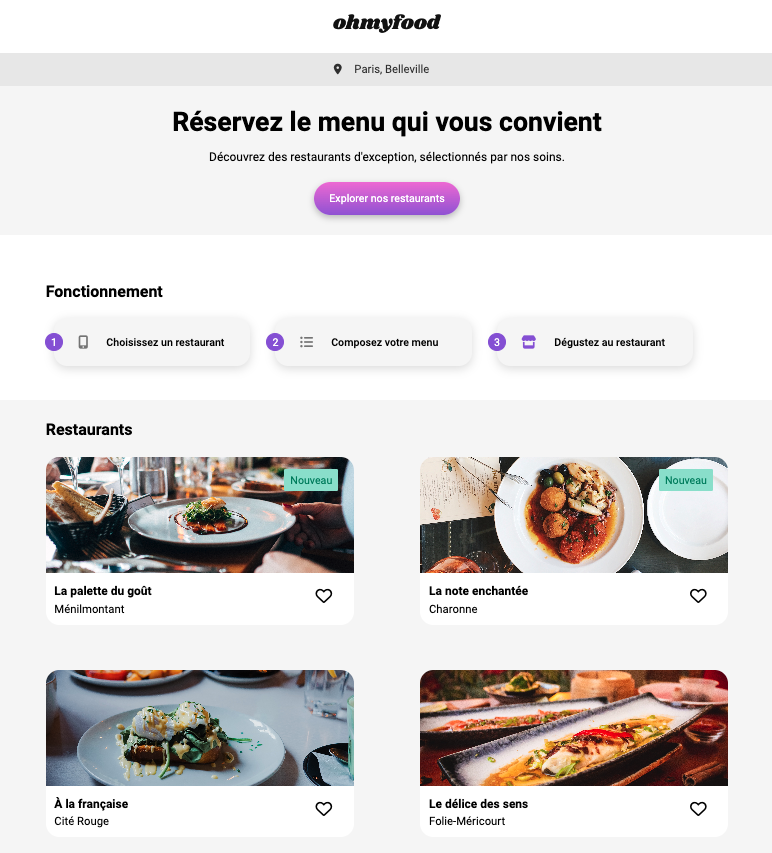 ohmyfood
Paris, Belleville
Réservez le menu qui vous convient
Découvrez des restaurants d'exception, sélectionnés par nos soins.
Explorer nos restaurants
Fonctionnement
1 Choisissez un restaurant
2 Composez votre menu
3 Dégustez au restaurant
Restaurants
Nouveau
La palette du goût
Ménilmontant
Nouveau
La note enchantée
Charonne
À la française
Cité Rouge
Le délice des sens
Folie-Méricourt